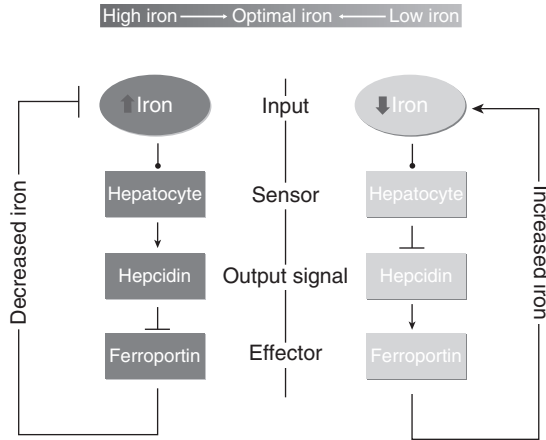 High iron Optimal iron Low iron
Iron Input Iron
Hepatocyte Sensor Hepatocyte
Hepcidin Output signal Hepcidin
Ferroportin Effector Ferroportin
Decreased iron
Increased iron